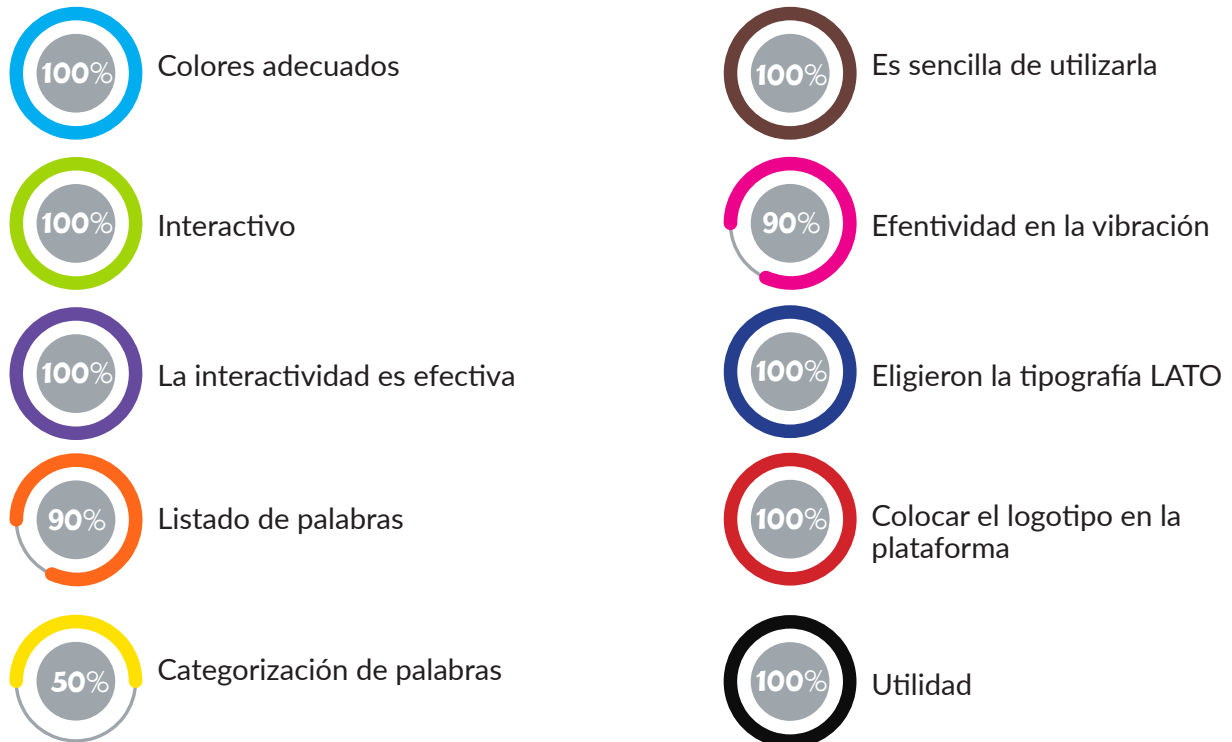 100%
Colores adecuados
100%
Interactivo
100%
La interactividad es efectiva
90%
Listado de palabras
50%
Categorización de palabras
100%
Es sencilla de utilizarla
90%
Efentividad en la vibración
100%
Eligieron la tipografía LATO
100%
Colocar el logotipo en la
plataforma
100%
Utilidad